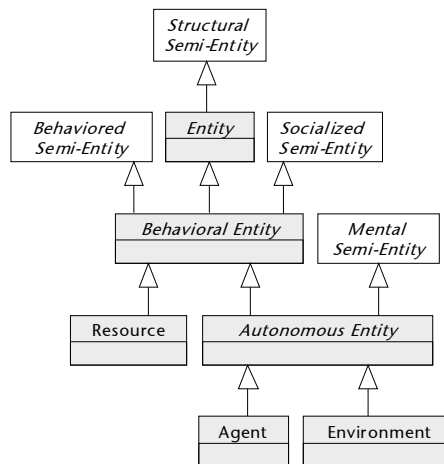 Structural
Semi-Entity
Behaviored
Semi-Entity
Entity
Socialized
Semi-Entity
Behavioral Entity
Mental
Semi-Entity
Resource
Autonomous Entity
Agent
Environment